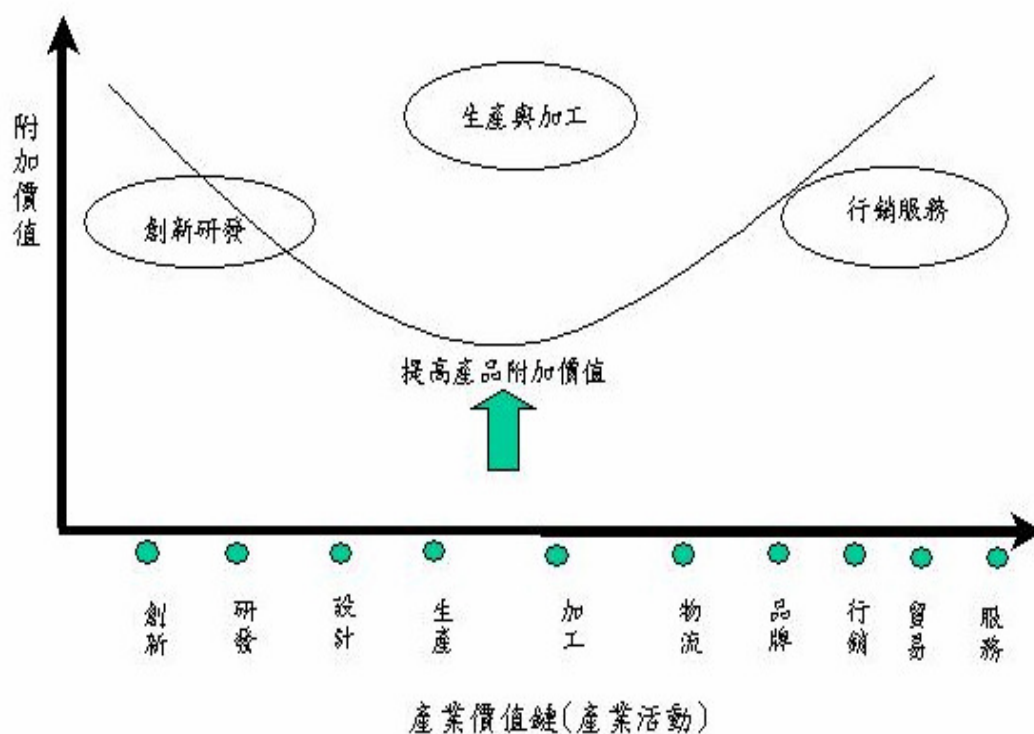 附加價值
生產與加工
創新研發
行銷服務
提高產品附加價值
創新
研發
設計
生產
加工
物流
品牌
行銷
貿易
服務
產業價值鏈(產業活動)